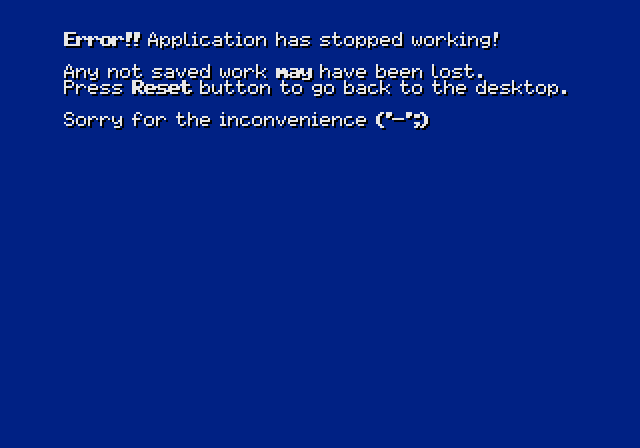 Error!! Application has stopped working!
Any not saved work may have been lost.
Press Reset button to go back to the desktop.
Sorry for the inconvenience ("-";)